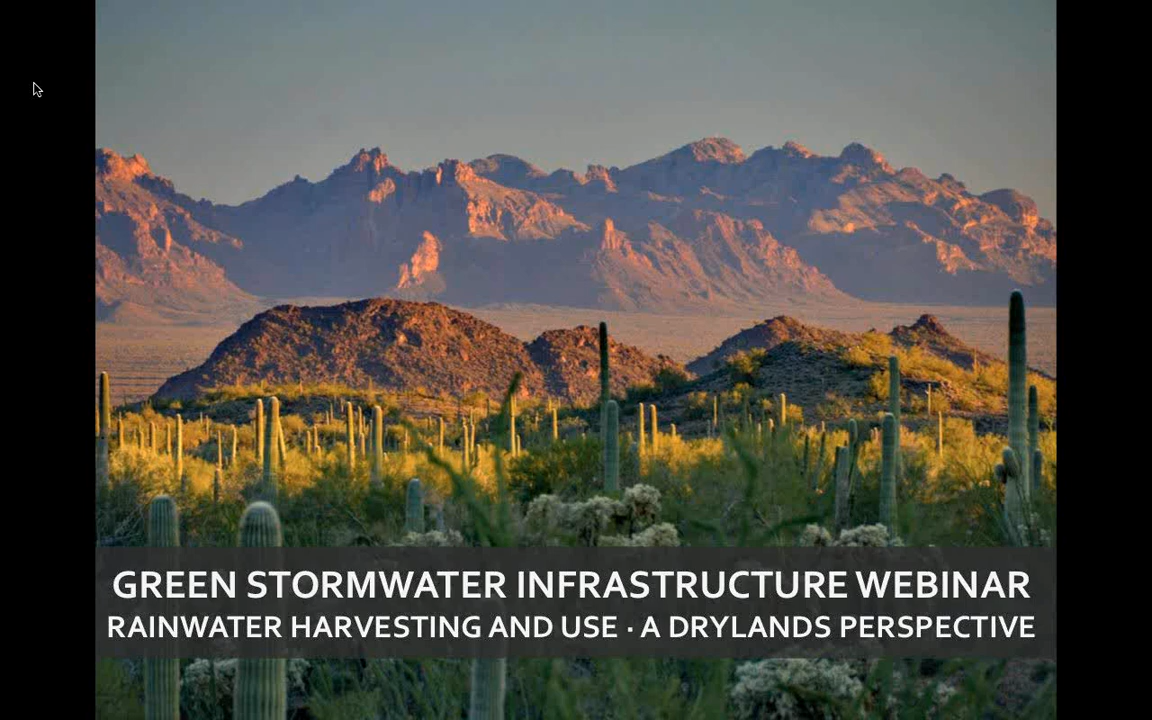 GREEN STORMWATER INFRASTRUCTURE WEBINAR
RAINWATER HARVESTING AND USE · A DRYLANDS PERSPECTIVE